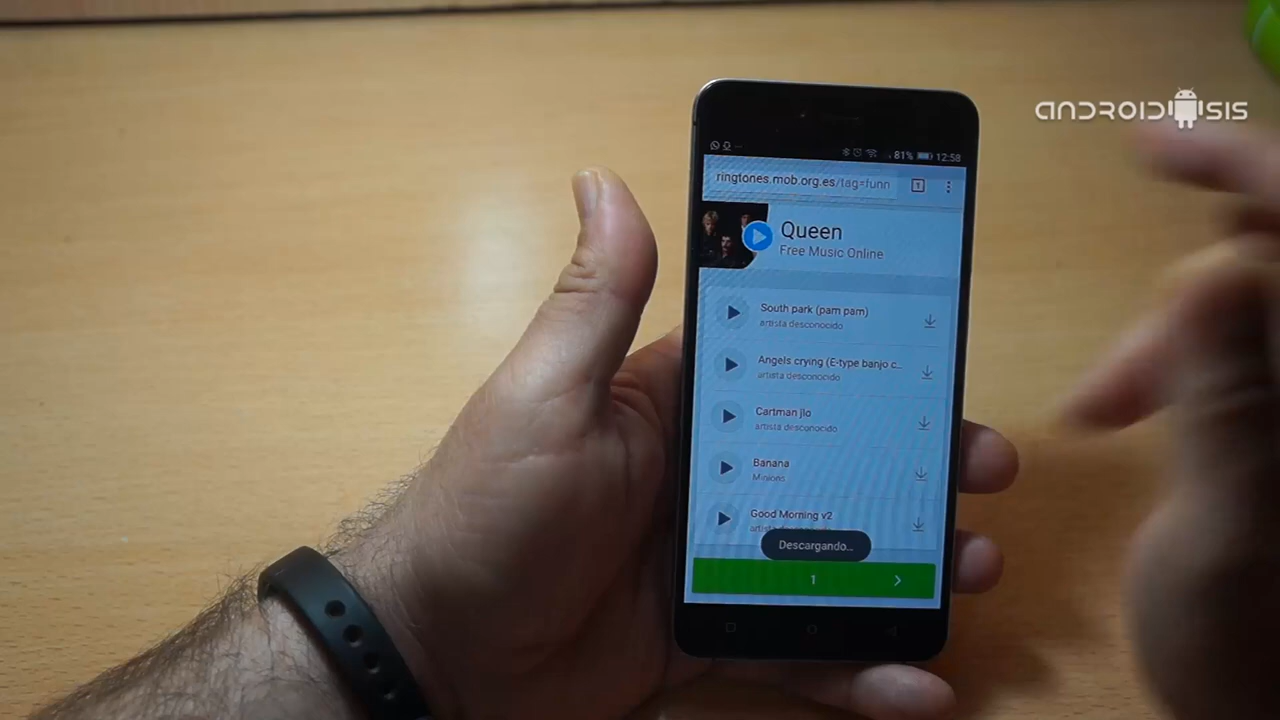 ANDROIDSIS
81% 12:58
ringtones.mob.org.es/tag=funn
Queen
Free Music Online
South park (pam pam)
artista desconocido
Angels crying (E-type banjo c...
artista desconocido
Cartman jlo
artista desconocido
Banana
Minions
Good Morning v2
Descargando...
1